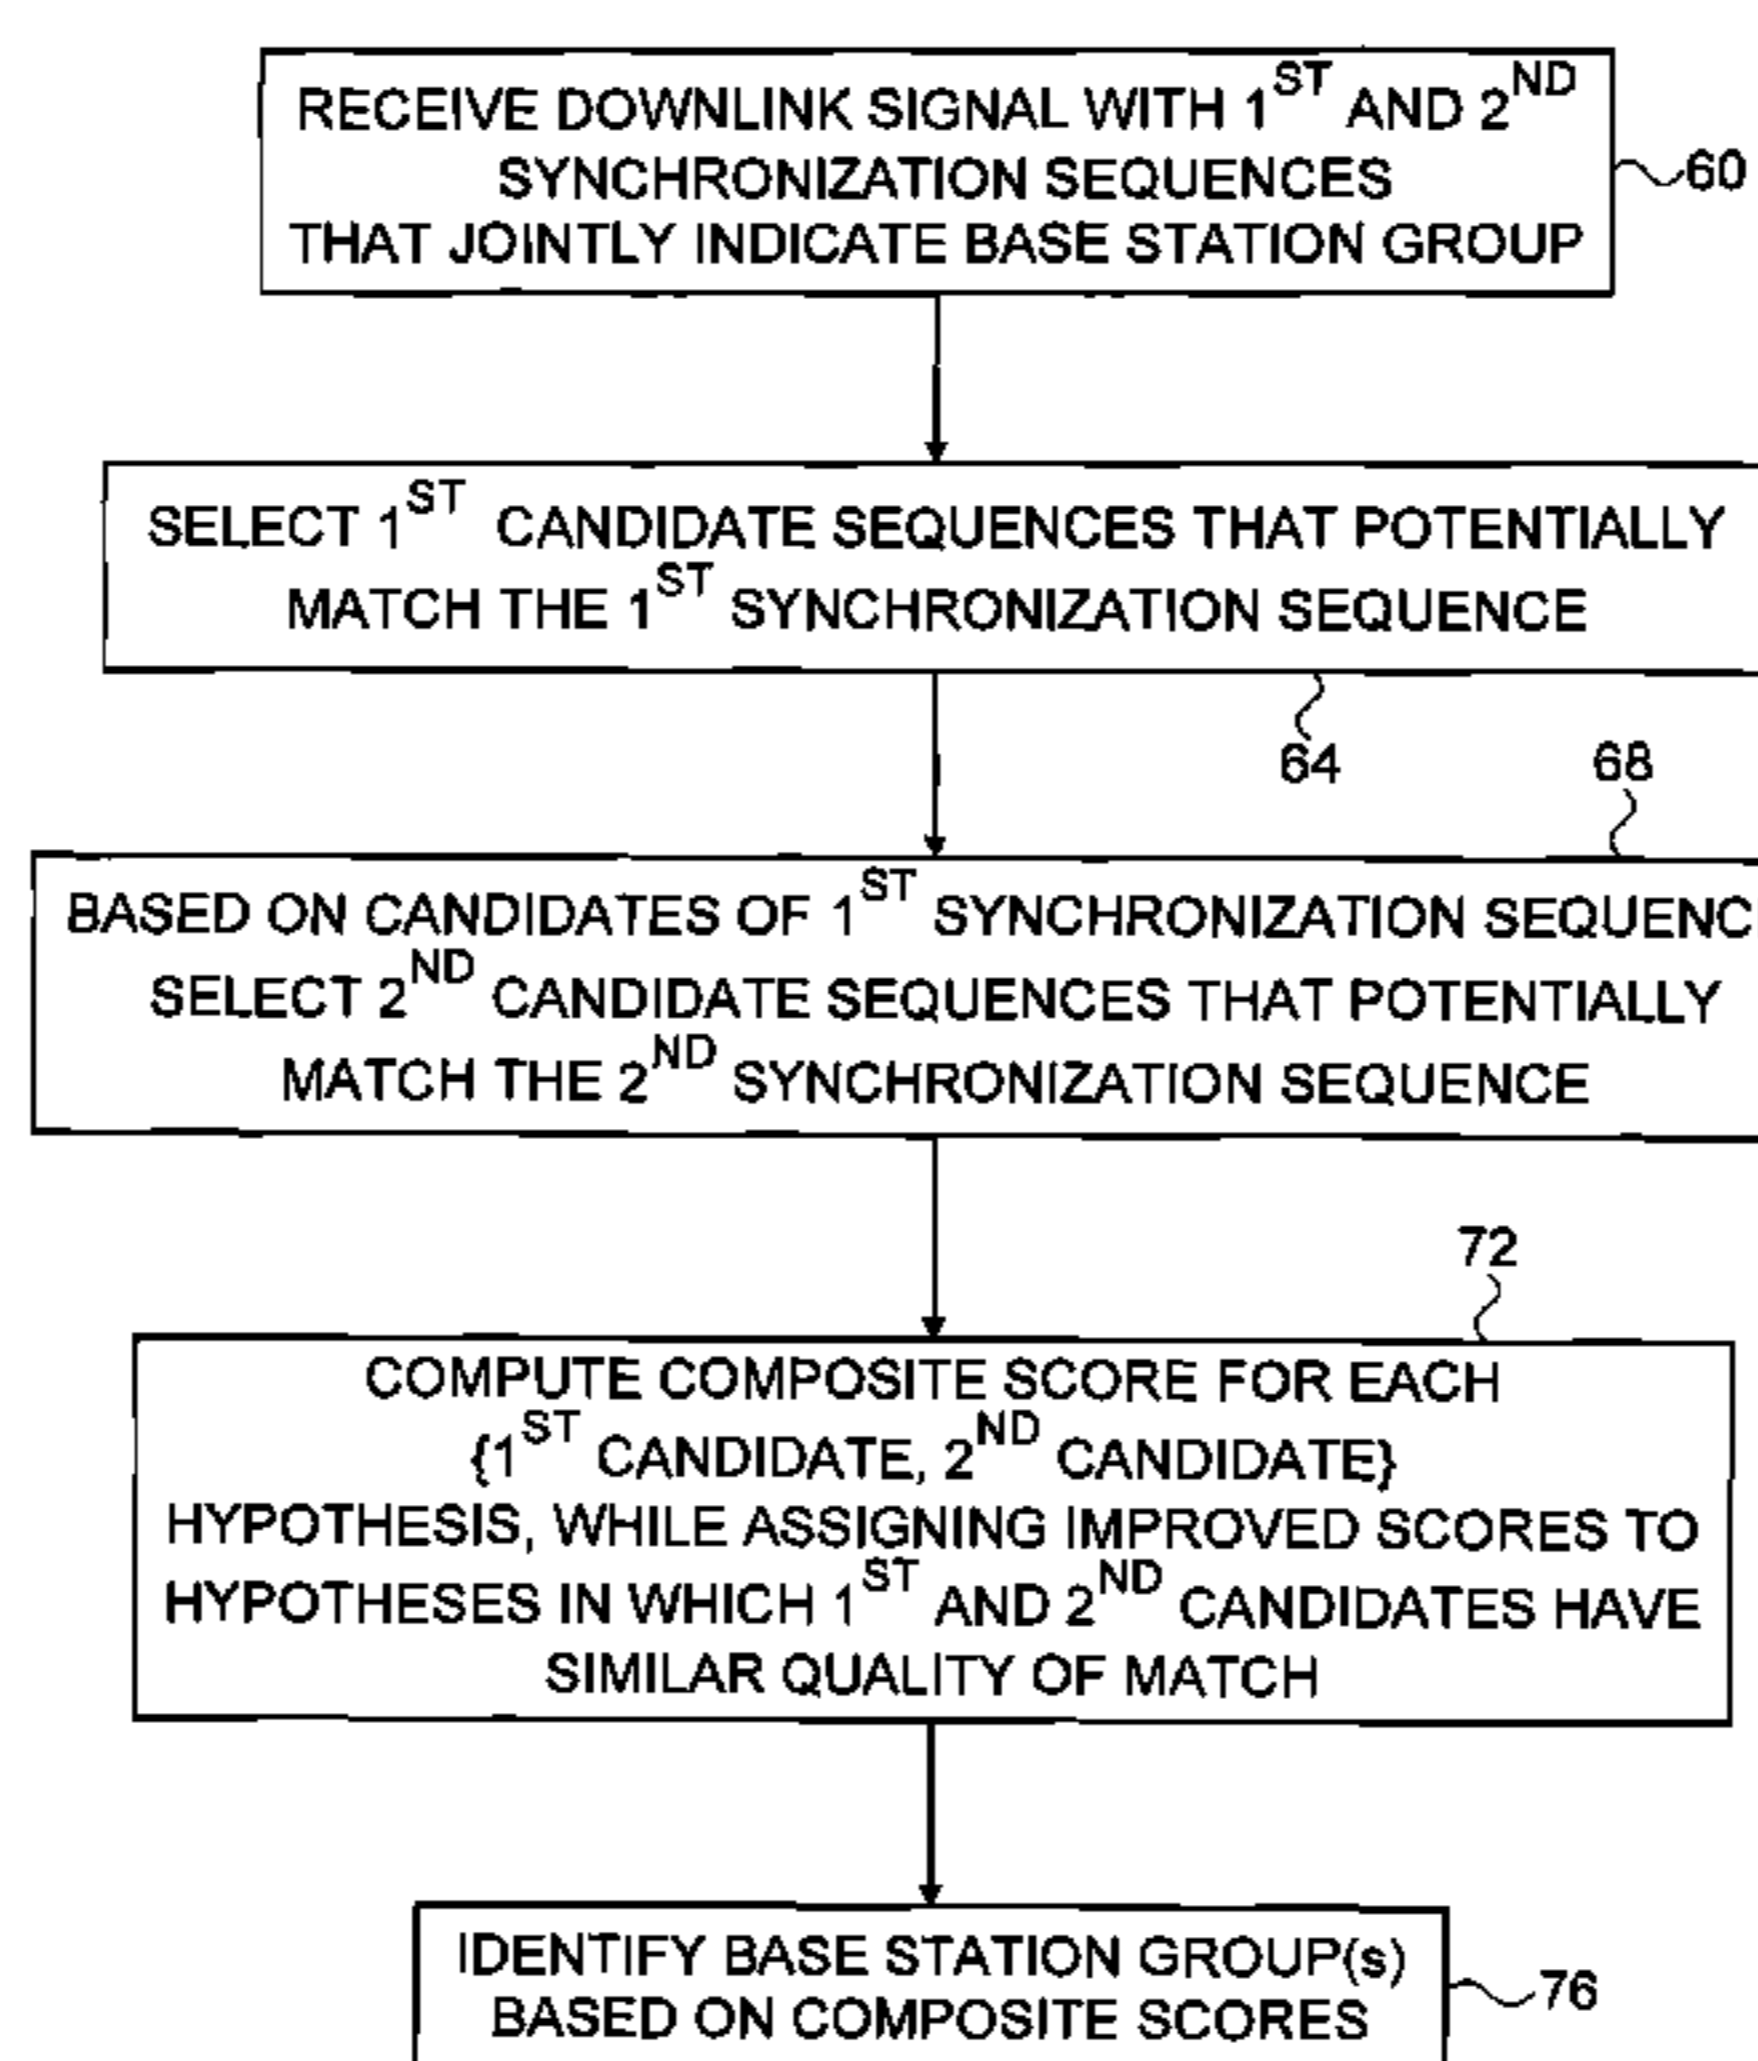 RECEIVE DOWNLINK SIGNAL WITH 1ST AND 2ND
SYNCHRONIZATION SEQUENCES
THAT JOINTLY INDICATE BASE STATION GROUP
60
SELECT 1ST CANDIDATE SEQUENCES THAT POTENTIALLY
MATCH THE 1ST SYNCHRONIZATION SEQUENCE
64
68
BASED ON CANDIDATES OF 1ST SYNCHRONIZATION SEQUENC
SELECT 2ND CANDIDATE SEQUENCES THAT POTENTIALLY
MATCH THE 2ND SYNCHRONIZATION SEQUENCE
72
COMPUTE COMPOSITE SCORE FOR EACH
{1ST CANDIDATE, 2ND CANDIDATE}
HYPOTHESIS, WHILE ASSIGNING IMPROVED SCORES TO
HYPOTHESES IN WHICH 1ST AND 2ND CANDIDATES HAVE
SIMILAR QUALITY OF MATCH
IDENTIFY BASE STATION GROUP(s)
BASED ON COMPOSITE SCORES
76